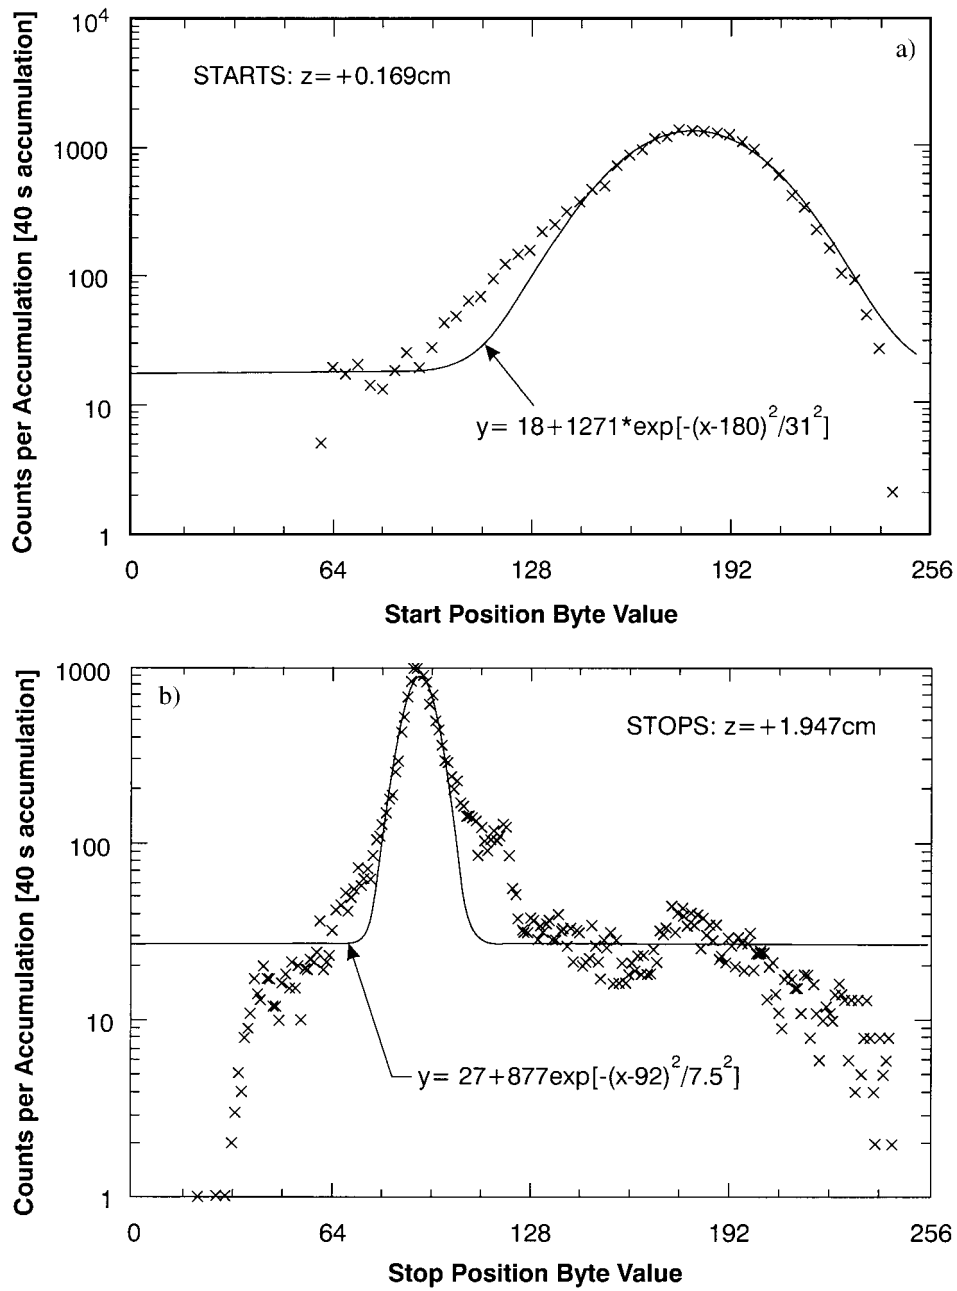 10^4
a)
STARTS: z=+0.169cm
1000
100
10
y= 18+1271*exp[-(x-180)^2/31^2]
1
0 64 128 192 256
Counts per Accumulation [40 s accumulation]
Start Position Byte Value
1000
b)
STOPS: z=+1.947cm
100
10
y= 27+877exp[-(x-92)^2/7.5^2]
1
0 64 128 192 256
Counts per Accumulation [40 s accumulation]
Stop Position Byte Value